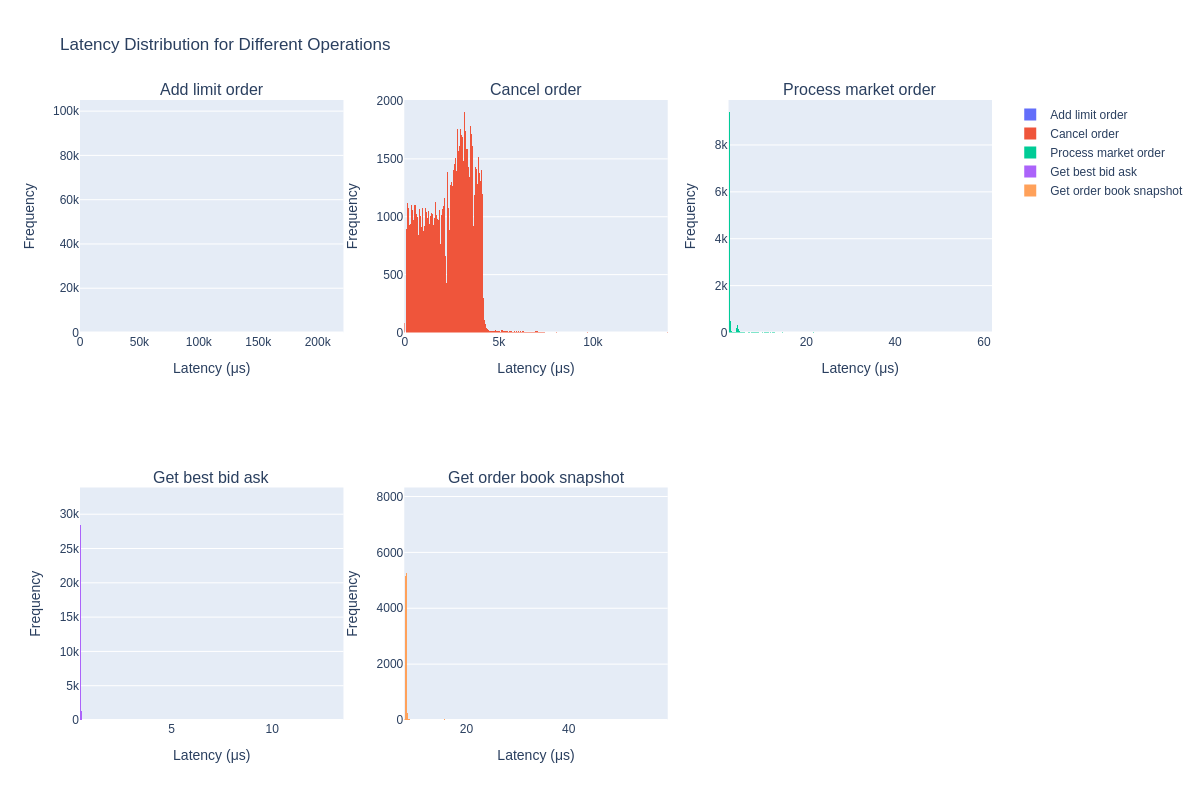 Latency Distribution for Different Operations
Add limit order
Cancel order
Process market order
Add limit order
Cancel order
Process market order
Get best bid ask
Get order book snapshot
100k
80k
60k
40k
20k
0
Frequency
0
50k
100k
150k
200k
Latency (μs)
2000
1500
1000
500
0
Frequency
0
5k
10k
Latency (μs)
8k
6k
4k
2k
0
Frequency
20
40
60
Latency (μs)
Get best bid ask
Get order book snapshot
30k
25k
20k
15k
10k
5k
0
Frequency
5
10
Latency (μs)
8000
6000
4000
2000
0
Frequency
20
40
Latency (μs)